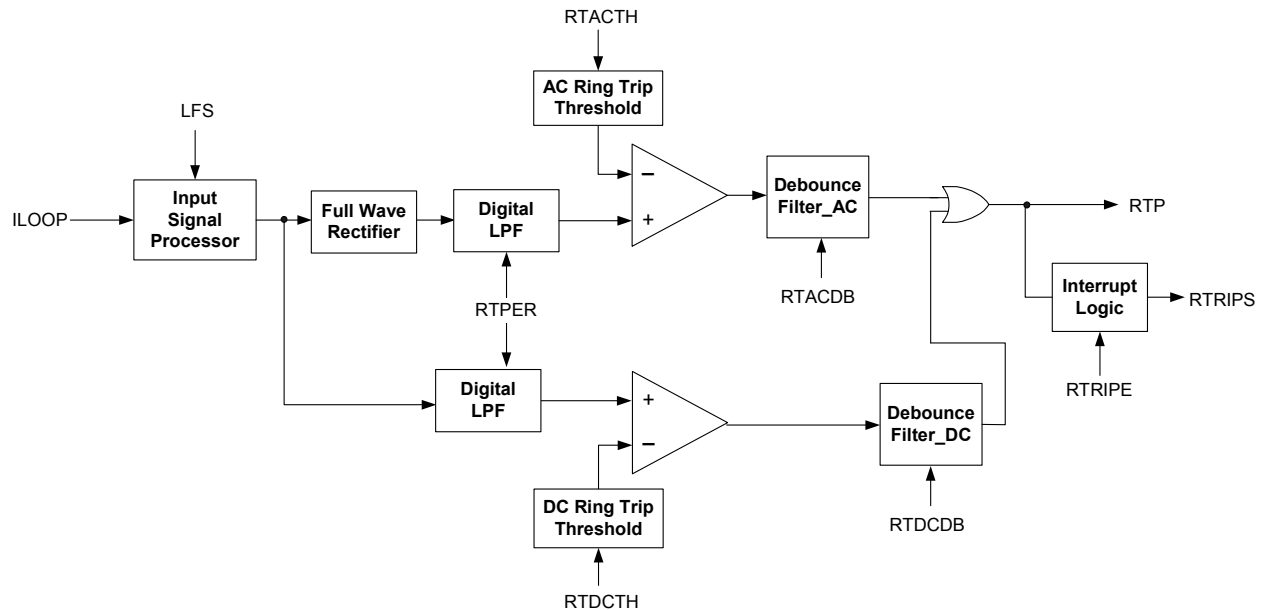 RTACTH
AC Ring Trip
Threshold
LFS
Input
Signal
Processor
ILOOP
Full Wave
Rectifier
Digital
LPF
−
+
Debounce
Filter_AC
RTP
RTACDB
RTPER
Interrupt
Logic
RTRIPS
RTRIPE
Digital
LPF
+
−
Debounce
Filter_DC
DC Ring Trip
Threshold
RTDCDB
RTDCTH